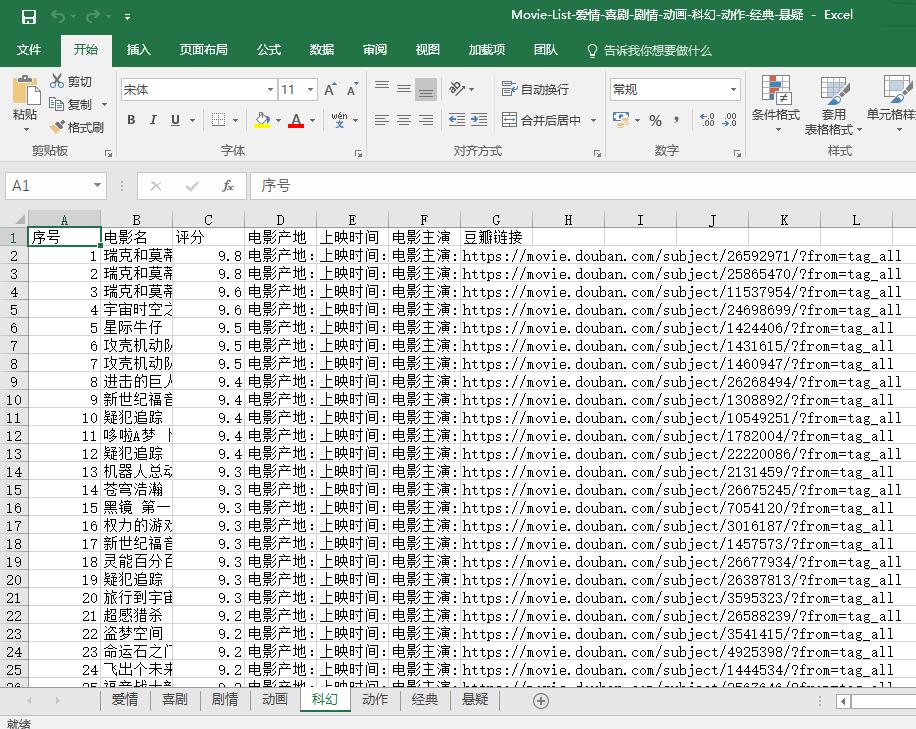 Movie-List-爱情-喜剧-剧情-动画-科幻-动作-经典-悬疑 - Excel
文件 开始 插入 页面布局 公式 数据 审阅 视图 加载项 团队 告诉我你想要做什么
剪切
复制
格式刷
粘贴
剪贴板
宋体 11
B I U wén
字体
自动换行
合并后居中
对齐方式
常规
数字
条件格式
套用
表格格式
单元格样
样式
A1 fx 序号
A B C D E F G H I J K L
1 序号 电影名 评分 电影产地 上映时间 电影主演 豆瓣链接
2 1 瑞克和莫蒂 9.8 电影产地: 上映时间: 电影主演: https://movie.douban.com/subject/26592971/?from=tag_all
3 2 瑞克和莫蒂 9.8 电影产地: 上映时间: 电影主演: https://movie.douban.com/subject/25865470/?from=tag_all
4 3 瑞克和莫蒂 9.6 电影产地: 上映时间: 电影主演: https://movie.douban.com/subject/11537954/?from=tag_all
5 4 宇宙时空之 9.6 电影产地: 上映时间: 电影主演: https://movie.douban.com/subject/24698699/?from=tag_all
6 5 星际牛仔 9.5 电影产地: 上映时间: 电影主演: https://movie.douban.com/subject/1424406/?from=tag_all
7 6 攻壳机动队 9.5 电影产地: 上映时间: 电影主演: https://movie.douban.com/subject/1431615/?from=tag_all
8 7 攻壳机动队 9.5 电影产地: 上映时间: 电影主演: https://movie.douban.com/subject/1460947/?from=tag_all
9 8 进击的巨人 9.4 电影产地: 上映时间: 电影主演: https://movie.douban.com/subject/26268494/?from=tag_all
10 9 新世纪福音 9.4 电影产地: 上映时间: 电影主演: https://movie.douban.com/subject/1308892/?from=tag_all
11 10 疑犯追踪 9.4 电影产地: 上映时间: 电影主演: https://movie.douban.com/subject/10549251/?from=tag_all
12 11 哆啦A梦 9.4 电影产地: 上映时间: 电影主演: https://movie.douban.com/subject/1782004/?from=tag_all
13 12 疑犯追踪 9.4 电影产地: 上映时间: 电影主演: https://movie.douban.com/subject/22220086/?from=tag_all
14 13 机器人总动 9.3 电影产地: 上映时间: 电影主演: https://movie.douban.com/subject/2131459/?from=tag_all
15 14 苍穹浩瀚 9.3 电影产地: 上映时间: 电影主演: https://movie.douban.com/subject/26675245/?from=tag_all
16 15 黑镜 第一 9.3 电影产地: 上映时间: 电影主演: https://movie.douban.com/subject/7054120/?from=tag_all
17 16 权力的游戏 9.3 电影产地: 上映时间: 电影主演: https://movie.douban.com/subject/3016187/?from=tag_all
18 17 新世纪福音 9.3 电影产地: 上映时间: 电影主演: https://movie.douban.com/subject/1457573/?from=tag_all
19 18 灵能百分百 9.3 电影产地: 上映时间: 电影主演: https://movie.douban.com/subject/26677934/?from=tag_all
20 19 疑犯追踪 9.3 电影产地: 上映时间: 电影主演: https://movie.douban.com/subject/26387813/?from=tag_all
21 20 旅行到宇宙 9.3 电影产地: 上映时间: 电影主演: https://movie.douban.com/subject/3595323/?from=tag_all
22 21 超感猎杀 9.2 电影产地: 上映时间: 电影主演: https://movie.douban.com/subject/26588239/?from=tag_all
23 22 盗梦空间 9.2 电影产地: 上映时间: 电影主演: https://movie.douban.com/subject/3541415/?from=tag_all
24 23 命运石之门 9.2 电影产地: 上映时间: 电影主演: https://movie.douban.com/subject/4925398/?from=tag_all
25 24 飞出个未来 9.2 电影产地: 上映时间: 电影主演: https://movie.douban.com/subject/1444534/?from=tag_all
爱情 喜剧 剧情 动画 科幻 动作 经典 悬疑
就绪